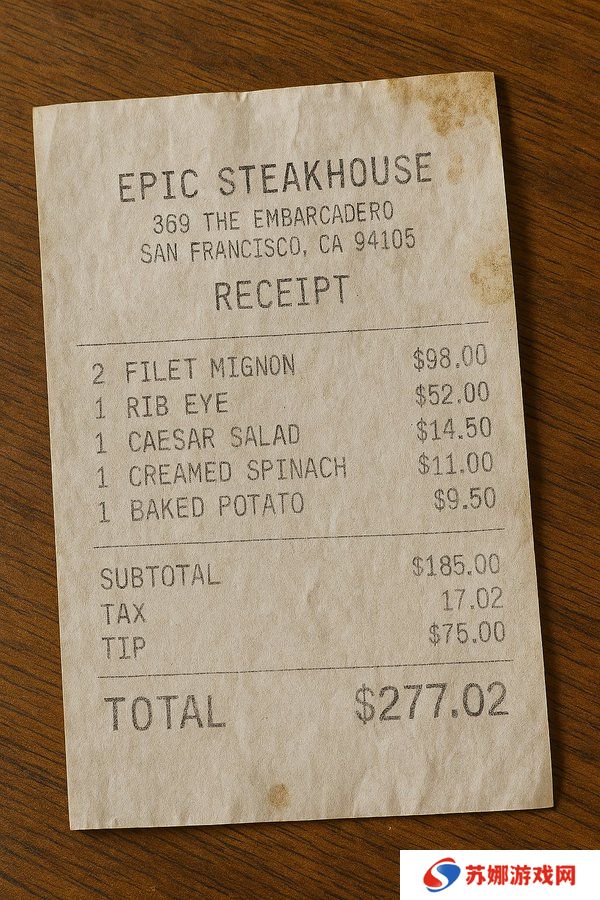 EPIC STEAKHOUSE
369 THE EMBARCADERO
SAN FRANCISCO, CA 94105
RECEIPT
2 FILET MIGNON $98.00
1 RIB EYE $52.00
1 CAESAR SALAD $14.50
1 CREAMED SPINACH $11.00
1 BAKED POTATO $9.50
SUBTOTAL $185.00
TAX 17.02
TIP $75.00
TOTAL $277.02
苏娜游戏网